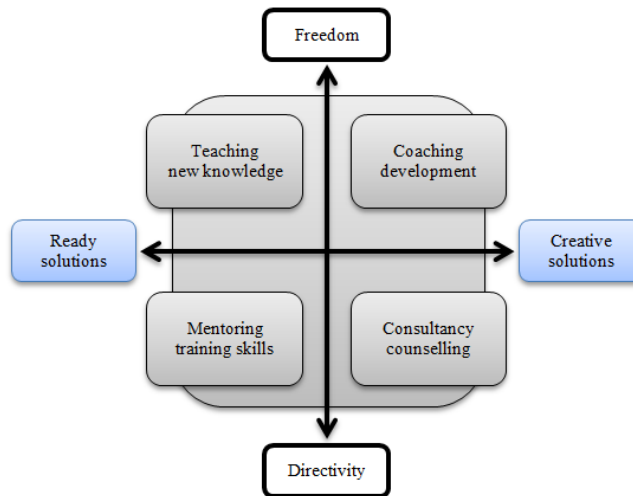 Freedom
Teaching
new knowledge
Coaching
development
Ready
solutions
Creative
solutions
Mentoring
training skills
Consultancy
counselling
Directivity